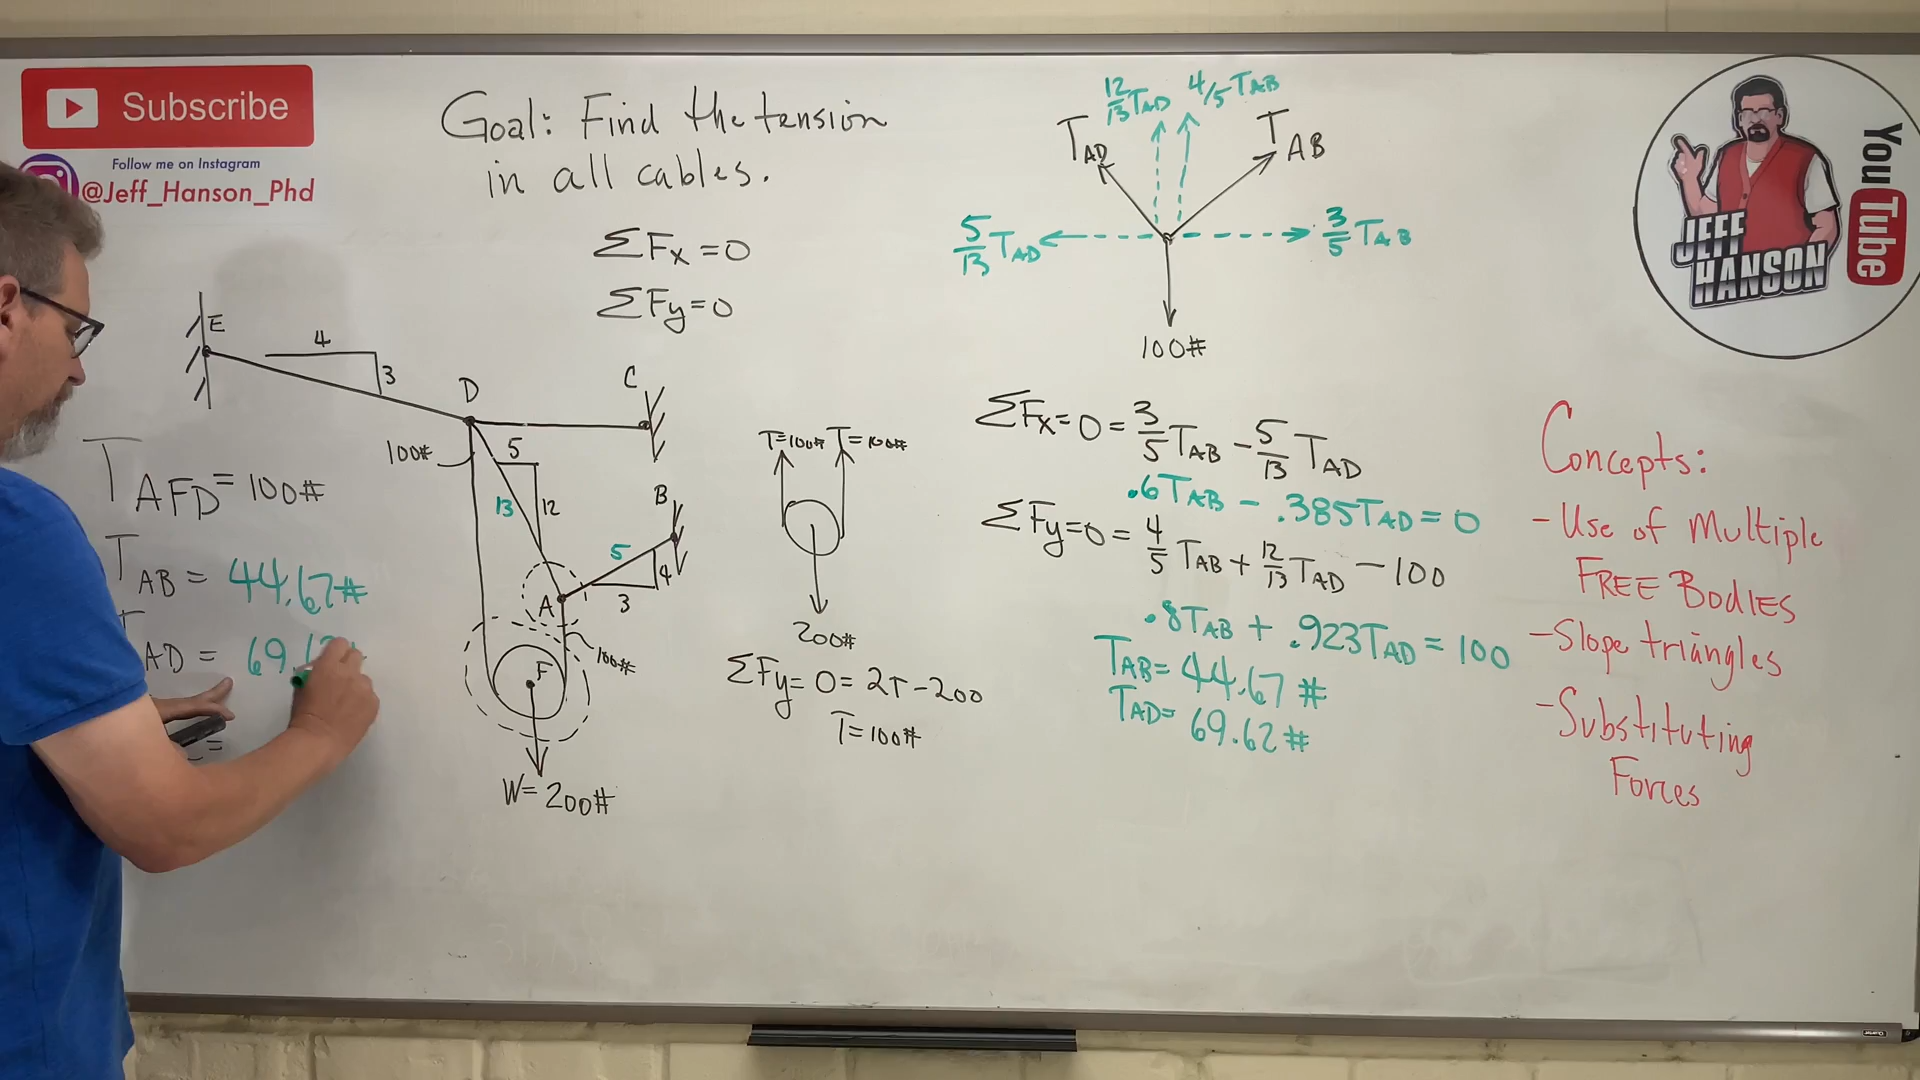 Subscribe
Follow me on Instagram
@Jeff_Hanson_Phd
Goal: Find the tension
in all cables.
ΣFx=0
ΣFy=0
E
4
3
D
C
100#
5
13
12
B
5
4
3
A
100#
F
W=200#
T AFD = 100#
T AB = 44.67#
AD = 69.62
=
T=100# T=100#
200#
ΣFy=0=2T-200
T=100#
12/13 TAD 4/5 TAB
TAD
TAB
5/13 TAD
3/5 TAB
100#
ΣFx=0=3/5 TAB - 5/13 TAD
.6TAB - .385TAD = 0
ΣFy=0=4/5 TAB + 12/13 TAD - 100
.8TAB + .923TAD = 100
TAB= 44.67 #
TAD= 69.62 #
Concepts:
- Use of Multiple
FREE BODIES
- Slope triangles
- Substituting
Forces
JEFF
HANSON
YouTube